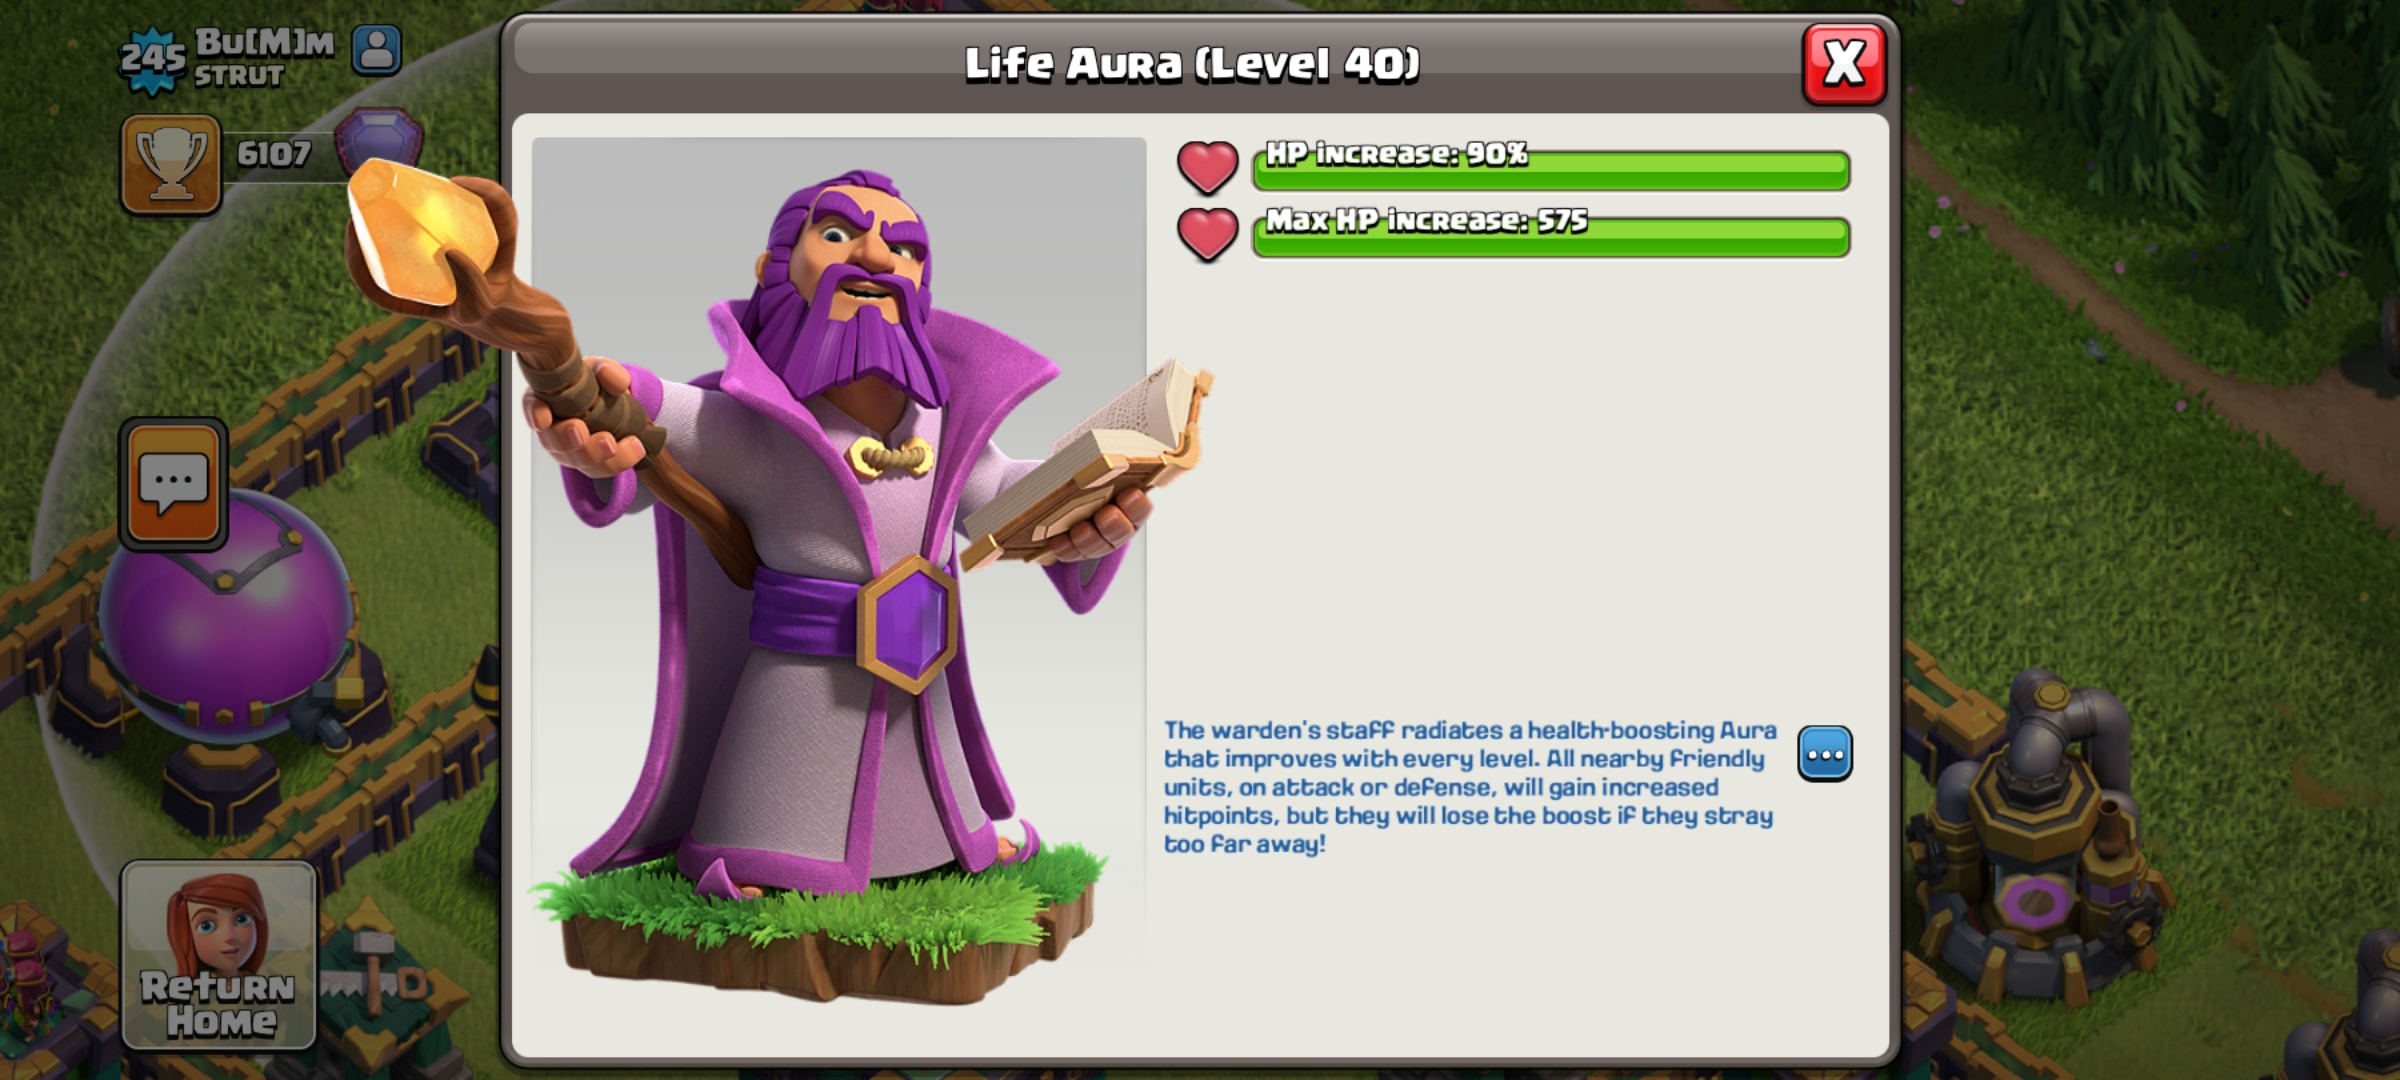 245
Bu[M]m
STRUT
6107
Life Aura (Level 40)
X
HP increase: 90%
Max HP increase: 575
The warden's staff radiates a health-boosting Aura
that improves with every level. All nearby friendly
units, on attack or defense, will gain increased
hitpoints, but they will lose the boost if they stray
too far away!
Return
Home